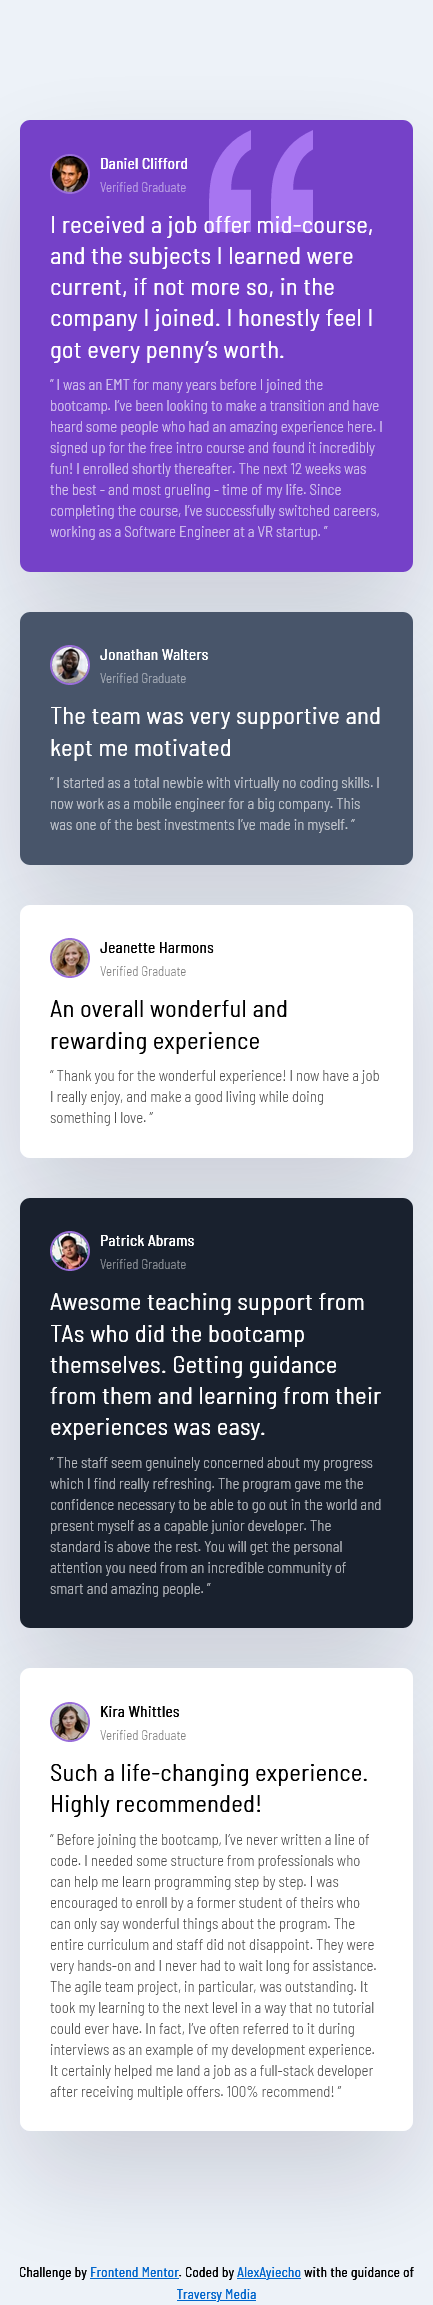 Daniel Clifford
Verified Graduate
I received a job offer mid-course,
and the subjects I learned were
current, if not more so, in the
company I joined. I honestly feel I
got every penny’s worth.
“ I was an EMT for many years before I joined the
bootcamp. I’ve been looking to make a transition and have
heard some people who had an amazing experience here. I
signed up for the free intro course and found it incredibly
fun! I enrolled shortly thereafter. The next 12 weeks was
the best - and most grueling - time of my life. Since
completing the course, I’ve successfully switched careers,
working as a Software Engineer at a VR startup. ”
Jonathan Walters
Verified Graduate
The team was very supportive and
kept me motivated
“ I started as a total newbie with virtually no coding skills. I
now work as a mobile engineer for a big company. This
was one of the best investments I’ve made in myself. ”
Jeanette Harmons
Verified Graduate
An overall wonderful and
rewarding experience
“ Thank you for the wonderful experience! I now have a job
I really enjoy, and make a good living while doing
something I love. ”
Patrick Abrams
Verified Graduate
Awesome teaching support from
TAs who did the bootcamp
themselves. Getting guidance
from them and learning from their
experiences was easy.
“ The staff seem genuinely concerned about my progress
which I find really refreshing. The program gave me the
confidence necessary to be able to go out in the world and
present myself as a capable junior developer. The
standard is above the rest. You will get the personal
attention you need from an incredible community of
smart and amazing people. ”
Kira Whittles
Verified Graduate
Such a life-changing experience.
Highly recommended!
“ Before joining the bootcamp, I’ve never written a line of
code. I needed some structure from professionals who
can help me learn programming step by step. I was
encouraged to enroll by a former student of theirs who
can only say wonderful things about the program. The
entire curriculum and staff did not disappoint. They were
very hands-on and I never had to wait long for assistance.
The agile team project, in particular, was outstanding. It
took my learning to the next level in a way that no tutorial
could ever have. In fact, I’ve often referred to it during
interviews as an example of my development experience.
It certainly helped me land a job as a full-stack developer
after receiving multiple offers. 100% recommend! ”
Challenge by Frontend Mentor. Coded by AlexAyiecho with the guidance of
Traversy Media